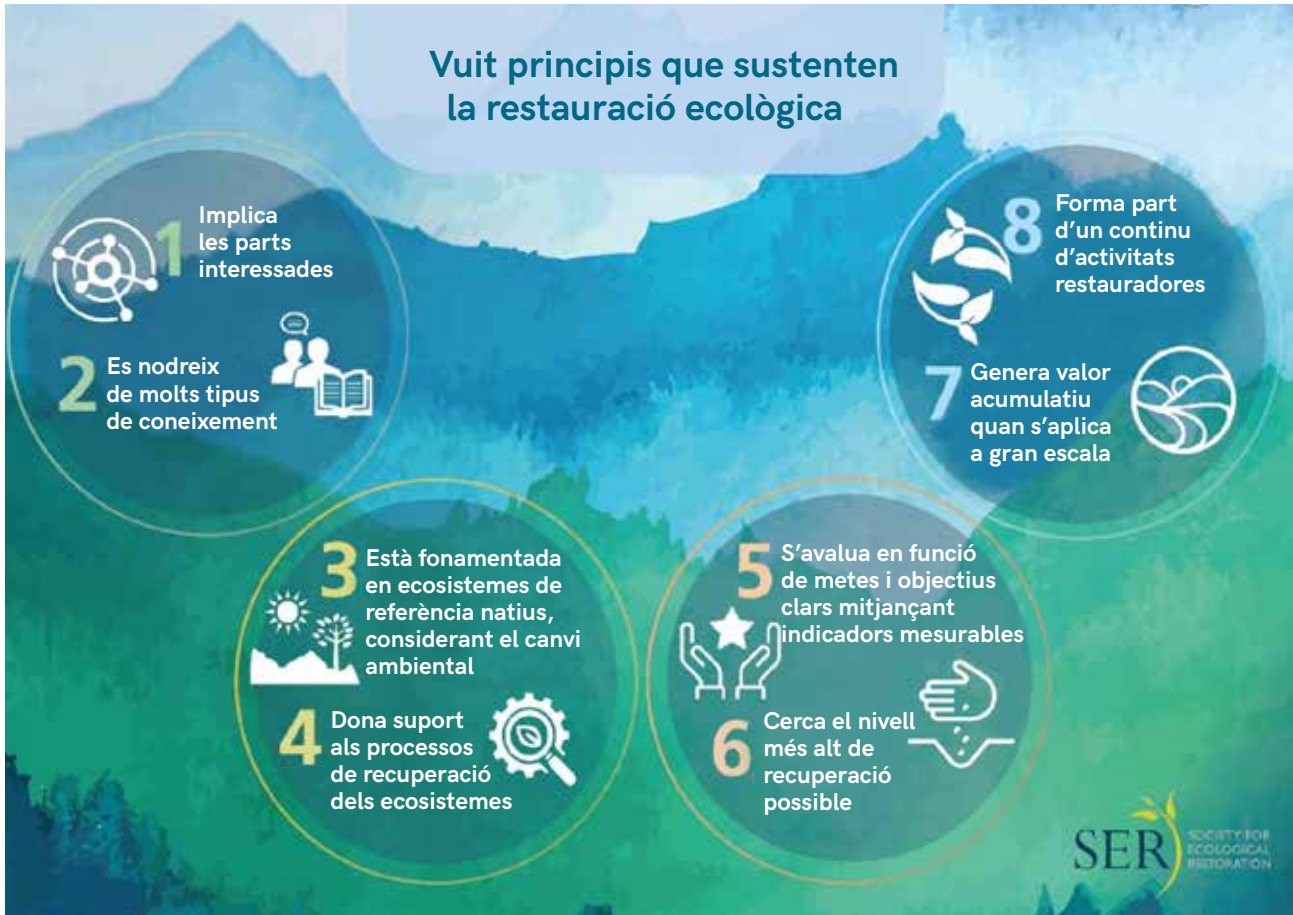 Vuit principis que sustenten
la restauració ecològica
1
Implica
les parts
interessades
2
Es nodreix
de molts tipus
de coneixement
3
Està fonamentada
en ecosistemes de
referència natius,
considerant el canvi
ambiental
4
Dona suport
als processos
de recuperació
dels ecosistemes
5
S’avalua en funció
de metes i objectius
clars mitjançant
indicadors mesurables
6
Cerca el nivell
més alt de
recuperació
possible
7
Genera valor
acumulatiu
quan s’aplica
a gran escala
8
Forma part
d’un continu
d’activitats
restauradores
SER
SOCIETY FOR
ECOLOGICAL
RESTORATION